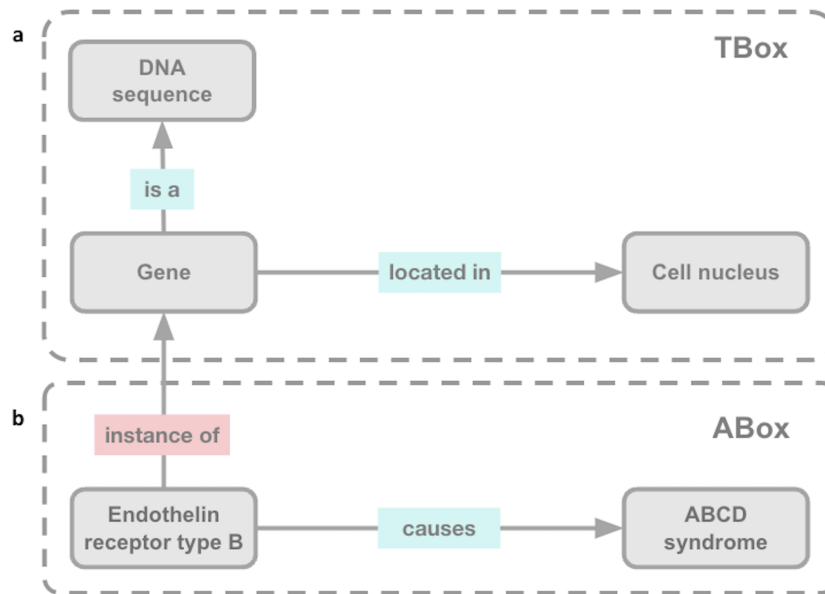 a
TBox
DNA
sequence
is a
Gene
located in
Cell nucleus
b
ABox
instance of
Endothelin
receptor type B
causes
ABCD
syndrome